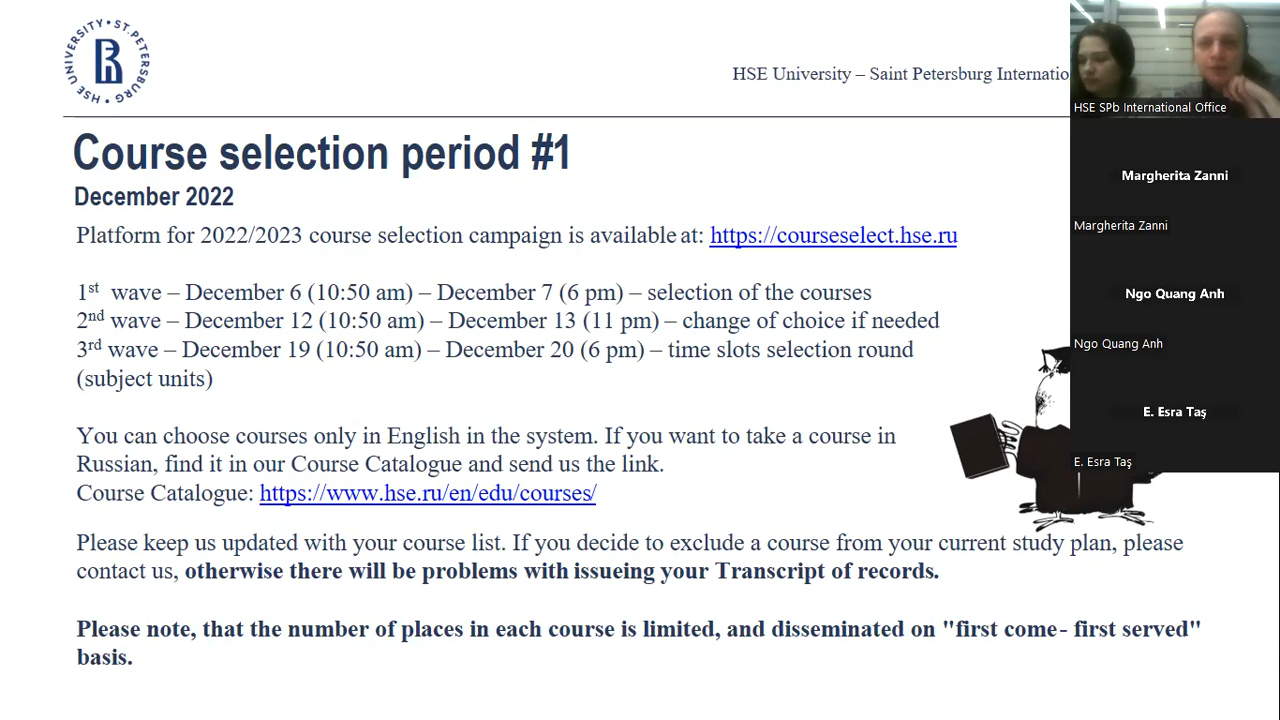 HSE UNIVERSITY • ST. PETERSBURG •
HSE University – Saint Petersburg Internatio
Course selection period #1
December 2022
Platform for 2022/2023 course selection campaign is available at: https://courseselect.hse.ru
1st wave – December 6 (10:50 am) – December 7 (6 pm) – selection of the courses
2nd wave – December 12 (10:50 am) – December 13 (11 pm) – change of choice if needed
3rd wave – December 19 (10:50 am) – December 20 (6 pm) – time slots selection round
(subject units)
You can choose courses only in English in the system. If you want to take a course in
Russian, find it in our Course Catalogue and send us the link.
Course Catalogue: https://www.hse.ru/en/edu/courses/
Please keep us updated with your course list. If you decide to exclude a course from your current study plan, please
contact us, otherwise there will be problems with issueing your Transcript of records.
Please note, that the number of places in each course is limited, and disseminated on "first come- first served"
basis.
HSE SPb International Office
Margherita Zanni
Margherita Zanni
Ngo Quang Anh
Ngo Quang Anh
E. Esra Taş
E. Esra Taş